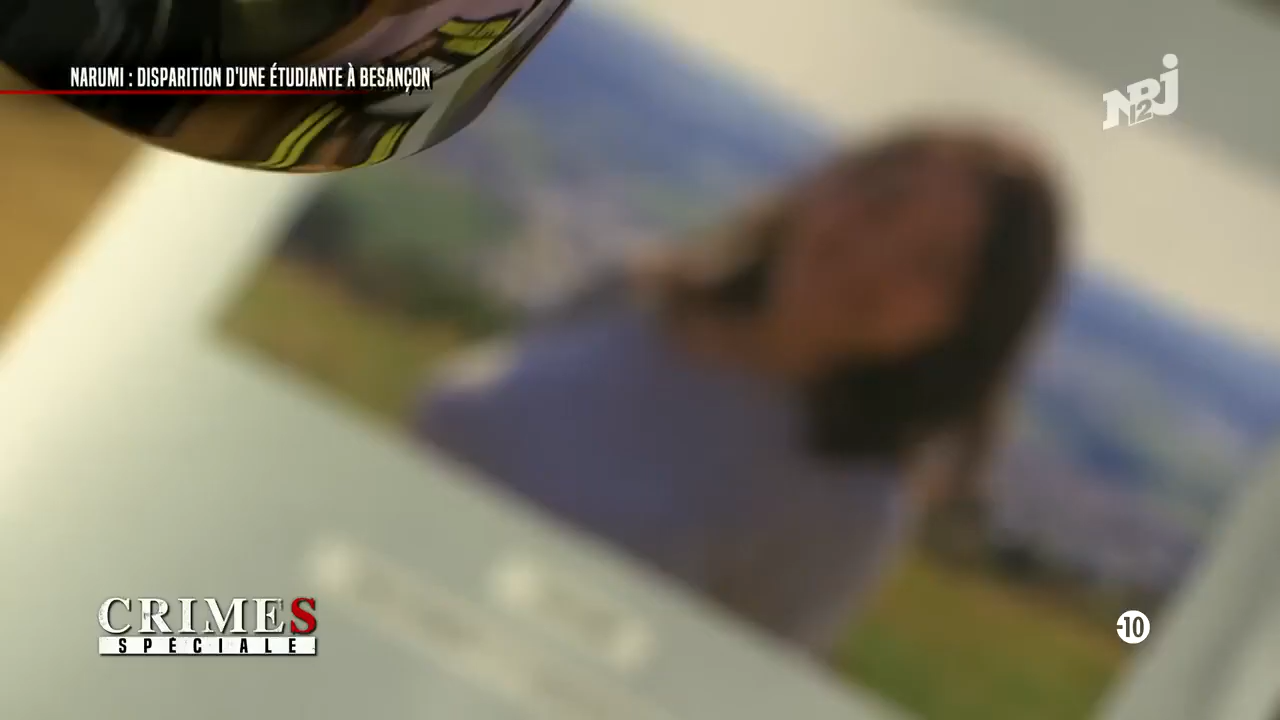 NARUMI : DISPARITION D'UNE ÉTUDIANTE À BESANÇON
NRJ
12
CRIMES
SPÉCIALE
-10